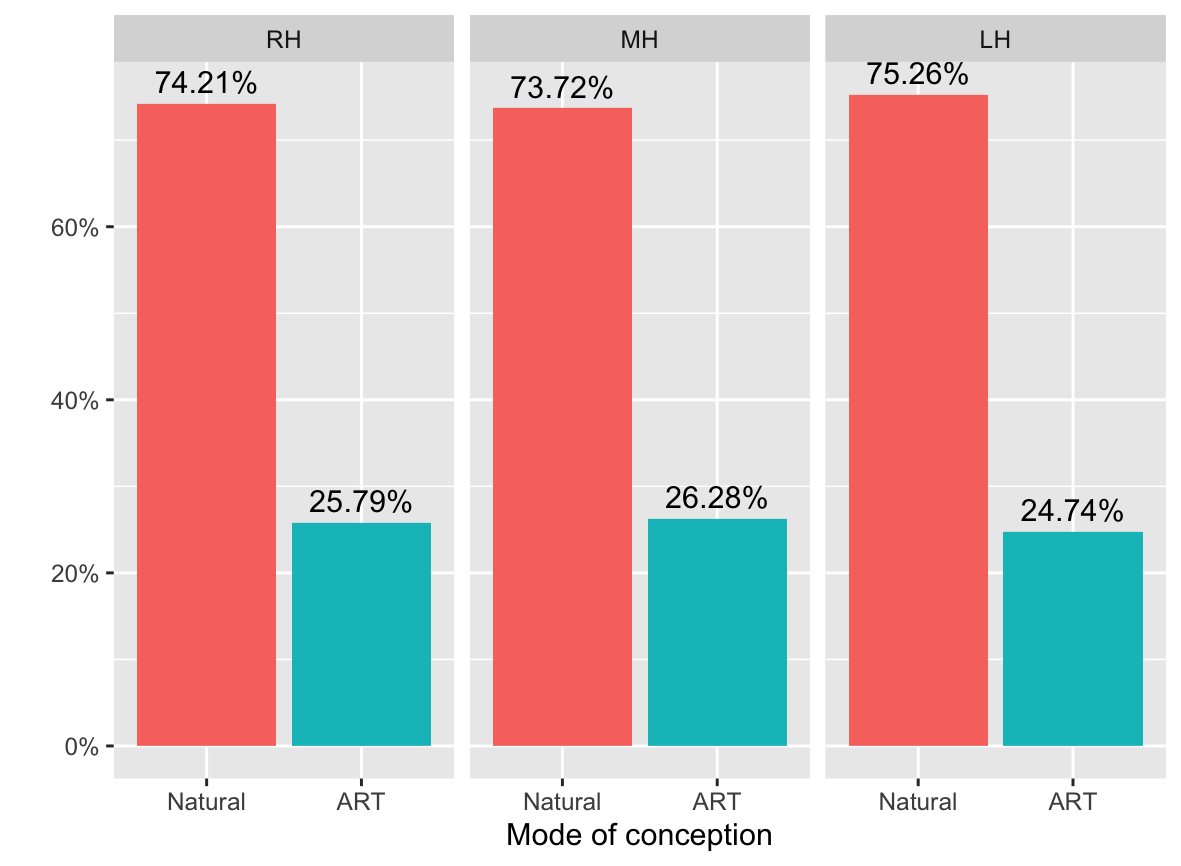 RH MH LH
74.21% 73.72% 75.26%
60%
40%
25.79% 26.28% 24.74%
20%
0%
Natural ART Natural ART Natural ART
Mode of conception